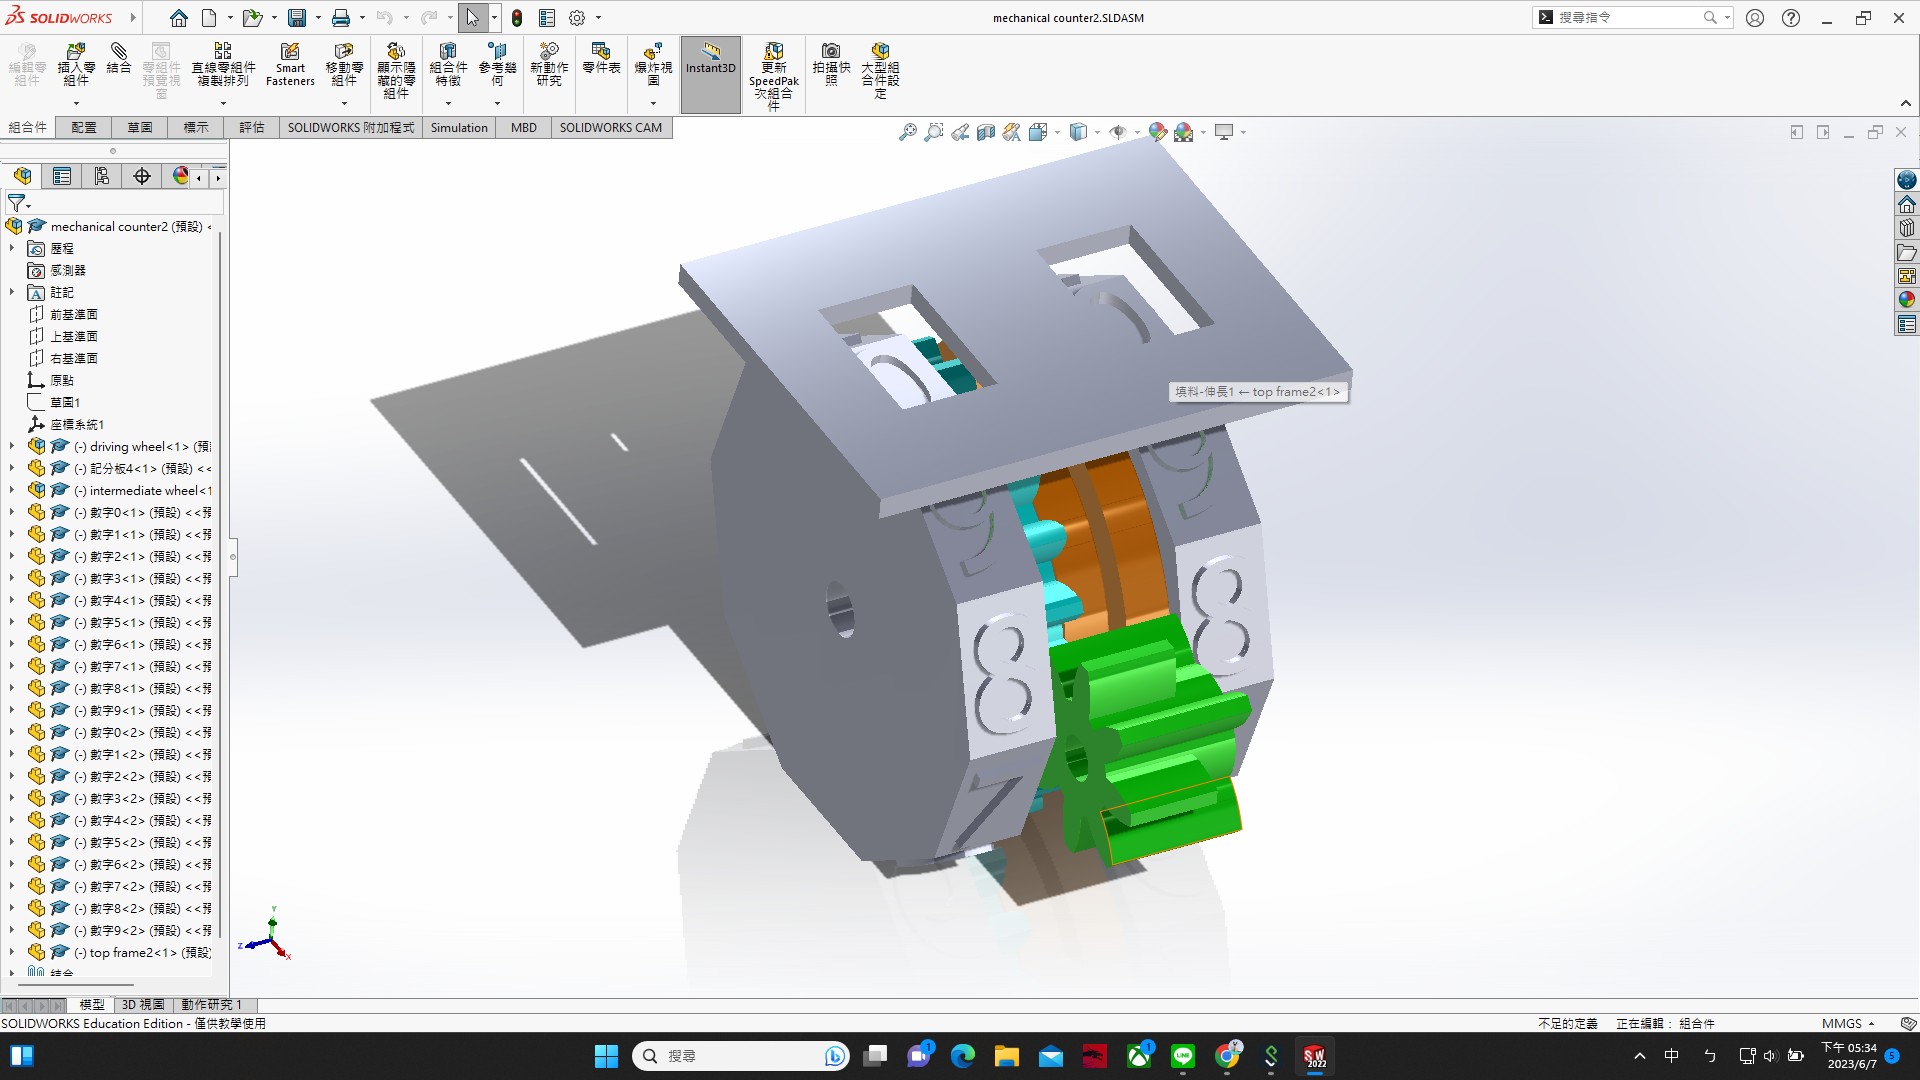 SOLIDWORKS
mechanical counter2.SLDASM
搜尋指令
編輯零組件
插入零組件
結合
零組件預覽視窗
直線零組件複製排列
Smart Fasteners
移動零組件
顯示隱藏的零組件
組合件特徵
參考幾何
新動作研究
零件表
爆炸視圖
Instant3D
更新 SpeedPak 次組合件
拍攝快照
大型組合件設定
組合件
配置
草圖
標示
評估
SOLIDWORKS 附加程式
Simulation
MBD
SOLIDWORKS CAM
mechanical counter2 (預設) <
歷程
感測器
註記
前基準面
上基準面
右基準面
原點
草圖1
座標系統1
(-) driving wheel<1> (預
(-) 記分板4<1> (預設) <<
(-) intermediate wheel<1
(-) 數字0<1> (預設) <<預
(-) 數字1<1> (預設) <<預
(-) 數字2<1> (預設) <<預
(-) 數字3<1> (預設) <<預
(-) 數字4<1> (預設) <<預
(-) 數字5<1> (預設) <<預
(-) 數字6<1> (預設) <<預
(-) 數字7<1> (預設) <<預
(-) 數字8<1> (預設) <<預
(-) 數字9<1> (預設) <<預
(-) 數字0<2> (預設) <<預
(-) 數字1<2> (預設) <<預
(-) 數字2<2> (預設) <<預
(-) 數字3<2> (預設) <<預
(-) 數字4<2> (預設) <<預
(-) 數字5<2> (預設) <<預
(-) 數字6<2> (預設) <<預
(-) 數字7<2> (預設) <<預
(-) 數字8<2> (預設) <<預
(-) 數字9<2> (預設) <<預
(-) top frame2<1> (預設)
結合
填料-伸長1 ← top frame2<1>
9
9
8
8
7
Y
Z
X
模型
3D 視圖
動作研究 1
SOLIDWORKS Education Edition - 僅供教學使用
不足的定義
正在編輯： 組合件
MMGS
搜尋
1
1
Y
SW 2022
中
ㄅ
下午 05:34
2023/6/7
5